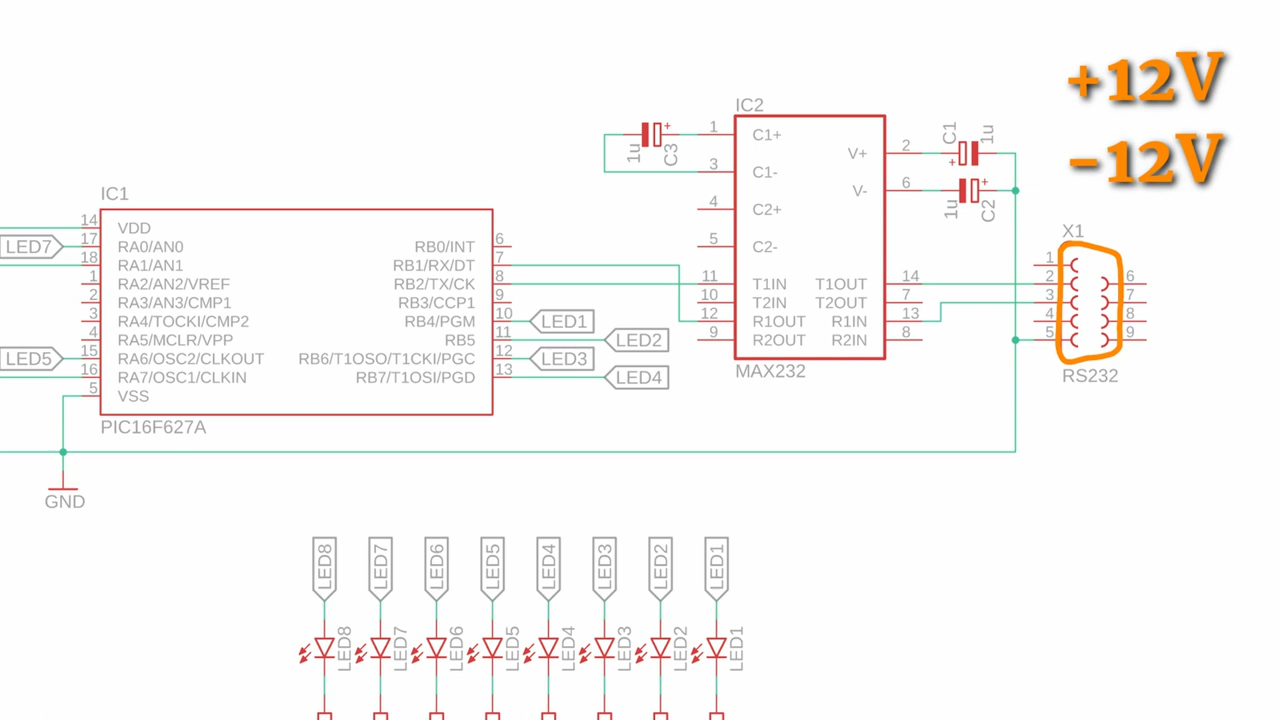 +12V
-12V
IC2
1
C1+
3
C1-
4
C2+
5
C2-
11
T1IN
10
T2IN
12
R1OUT
9
R2OUT
V+
2
V-
6
T1OUT
14
T2OUT
7
R1IN
13
R2IN
8
MAX232
+
1u
C3
C1
1u
+
1u
C2
+
X1
1
2
3
4
5
6
7
8
9
RS232
IC1
14
VDD
17
RA0/AN0
18
RA1/AN1
1
RA2/AN2/VREF
2
RA3/AN3/CMP1
3
RA4/TOCKI/CMP2
4
RA5/MCLR/VPP
15
RA6/OSC2/CLKOUT
16
RA7/OSC1/CLKIN
5
VSS
RB0/INT
6
RB1/RX/DT
7
RB2/TX/CK
8
RB3/CCP1
9
RB4/PGM
10
RB5
11
RB6/T1OSO/T1CKI/PGC
12
RB7/T1OSI/PGD
13
PIC16F627A
LED7
LED5
LED1
LED2
LED3
LED4
GND
LED8
LED7
LED6
LED5
LED4
LED3
LED2
LED1
LED8
LED7
LED6
LED5
LED4
LED3
LED2
LED1